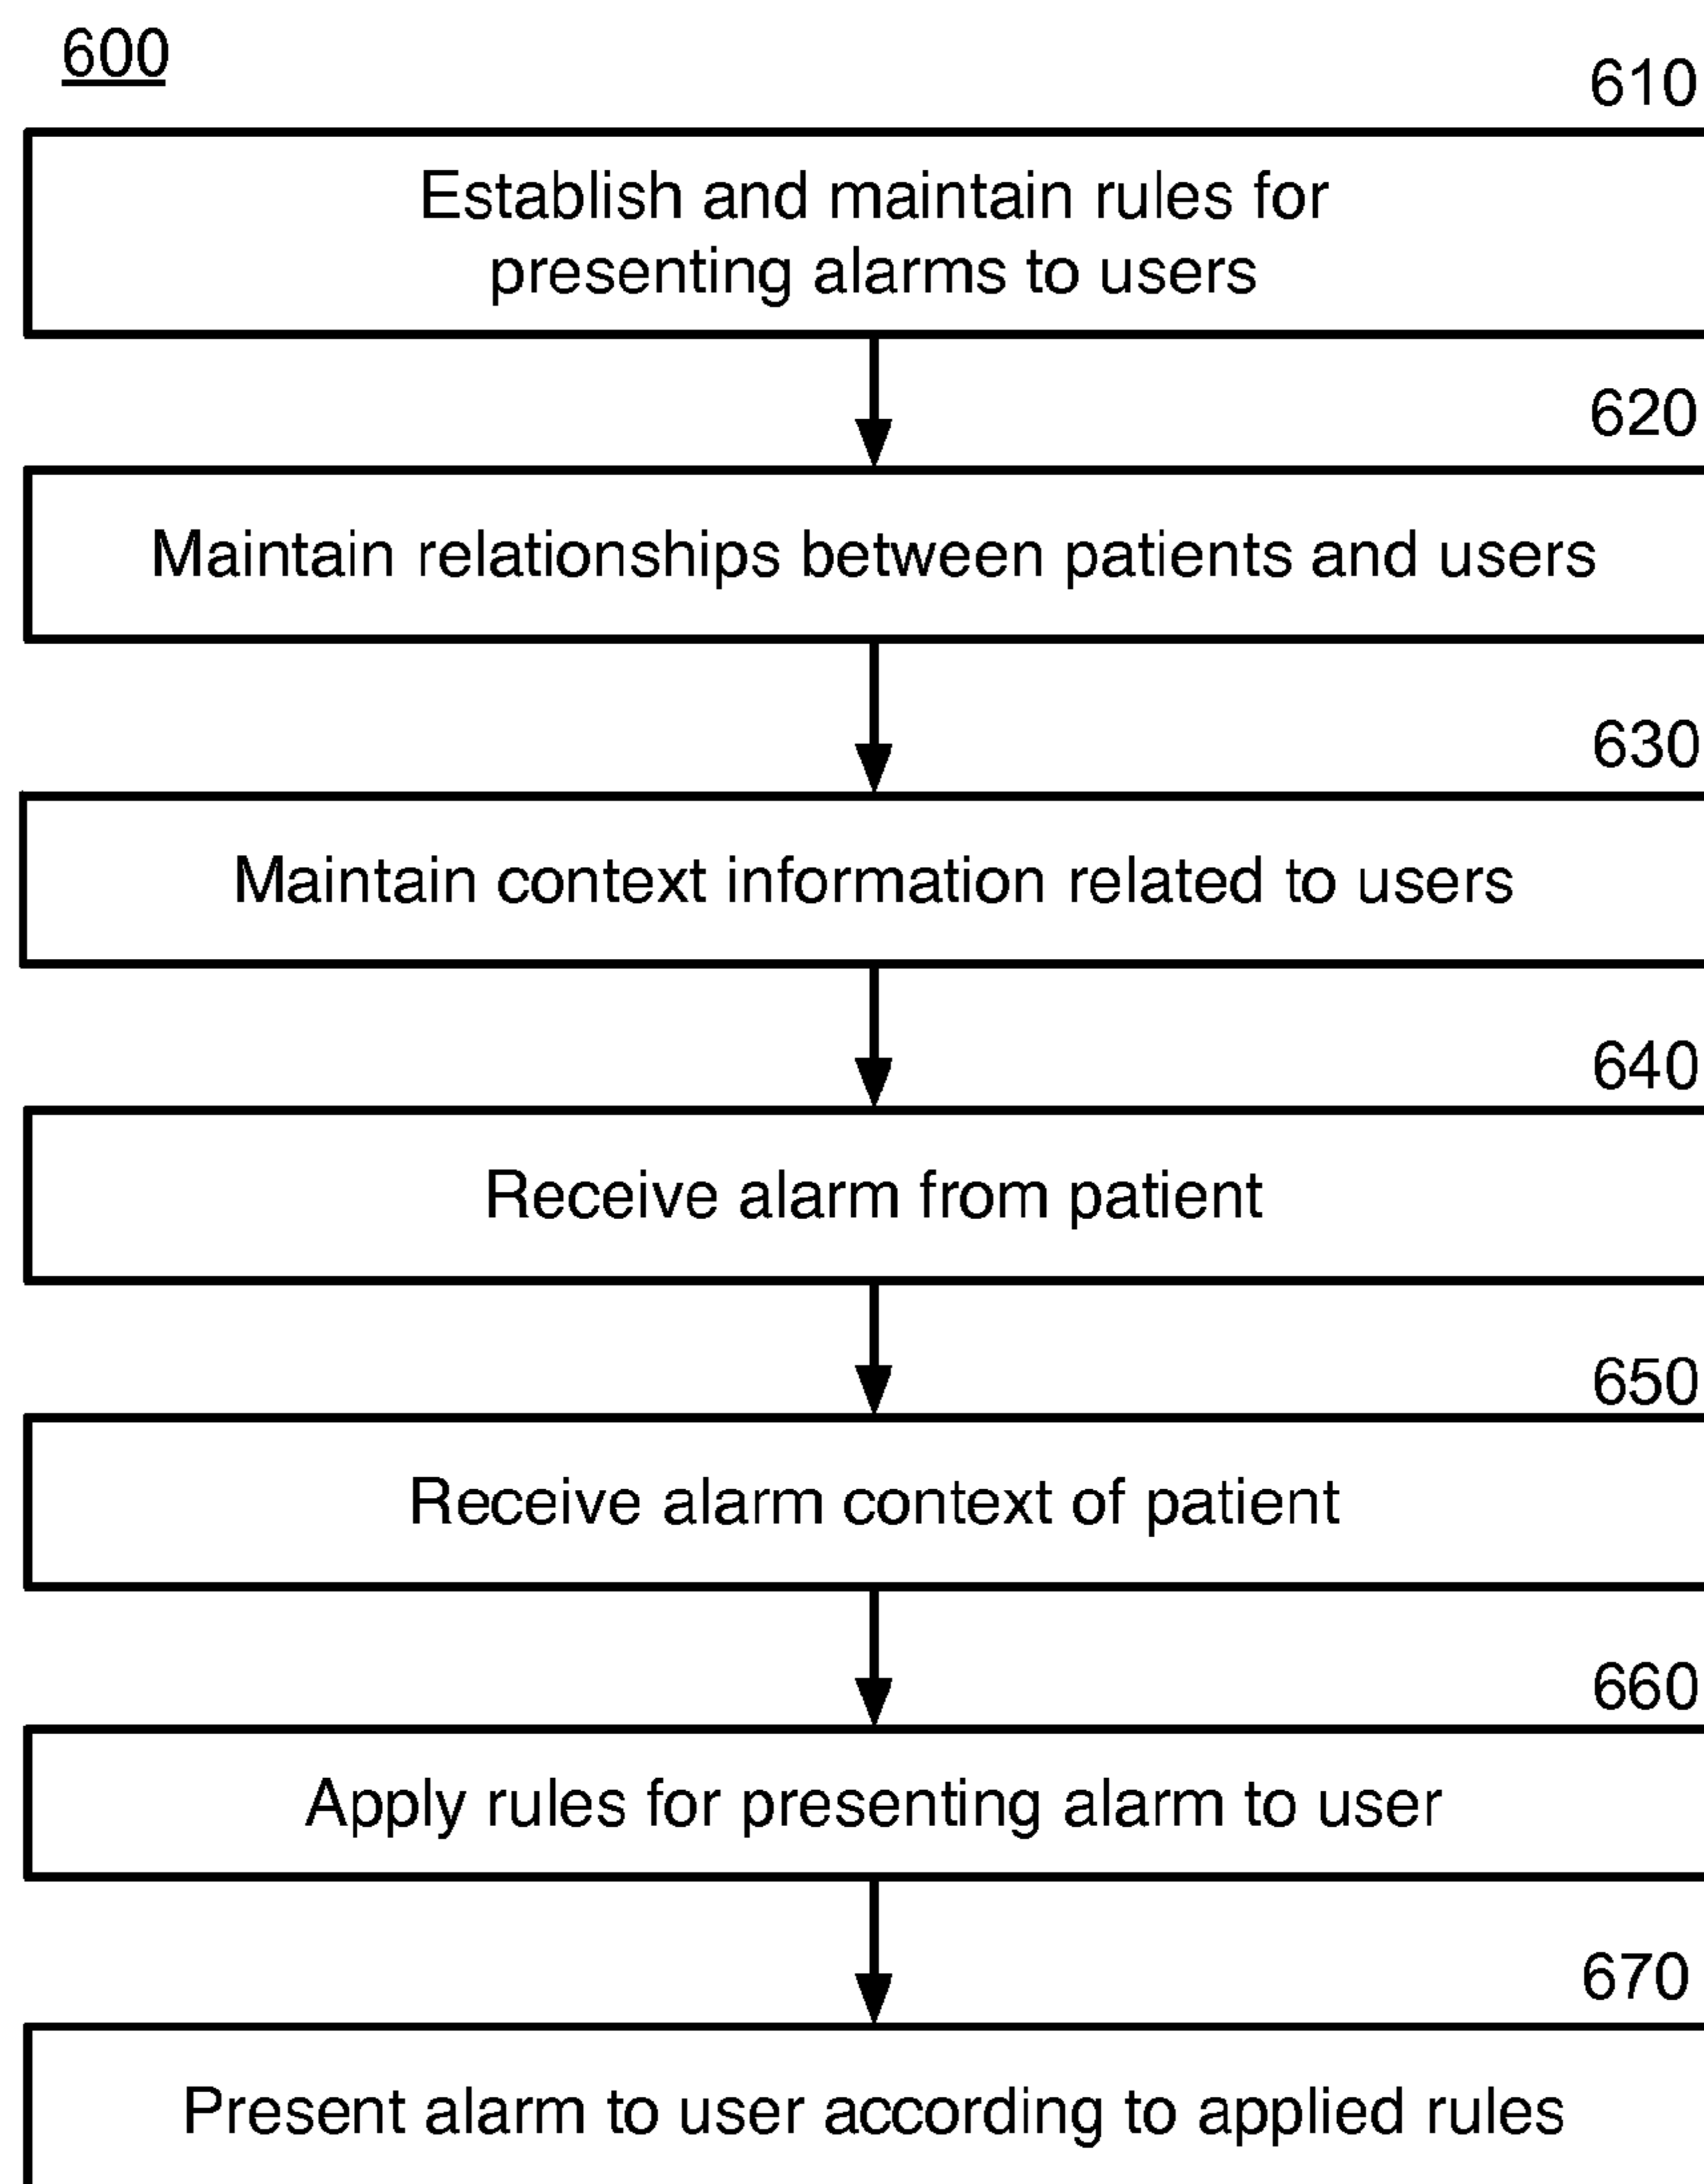 600
610
Establish and maintain rules for
presenting alarms to users
620
Maintain relationships between patients and users
630
Maintain context information related to users
640
Receive alarm from patient
650
Receive alarm context of patient
660
Apply rules for presenting alarm to user
670
Present alarm to user according to applied rules